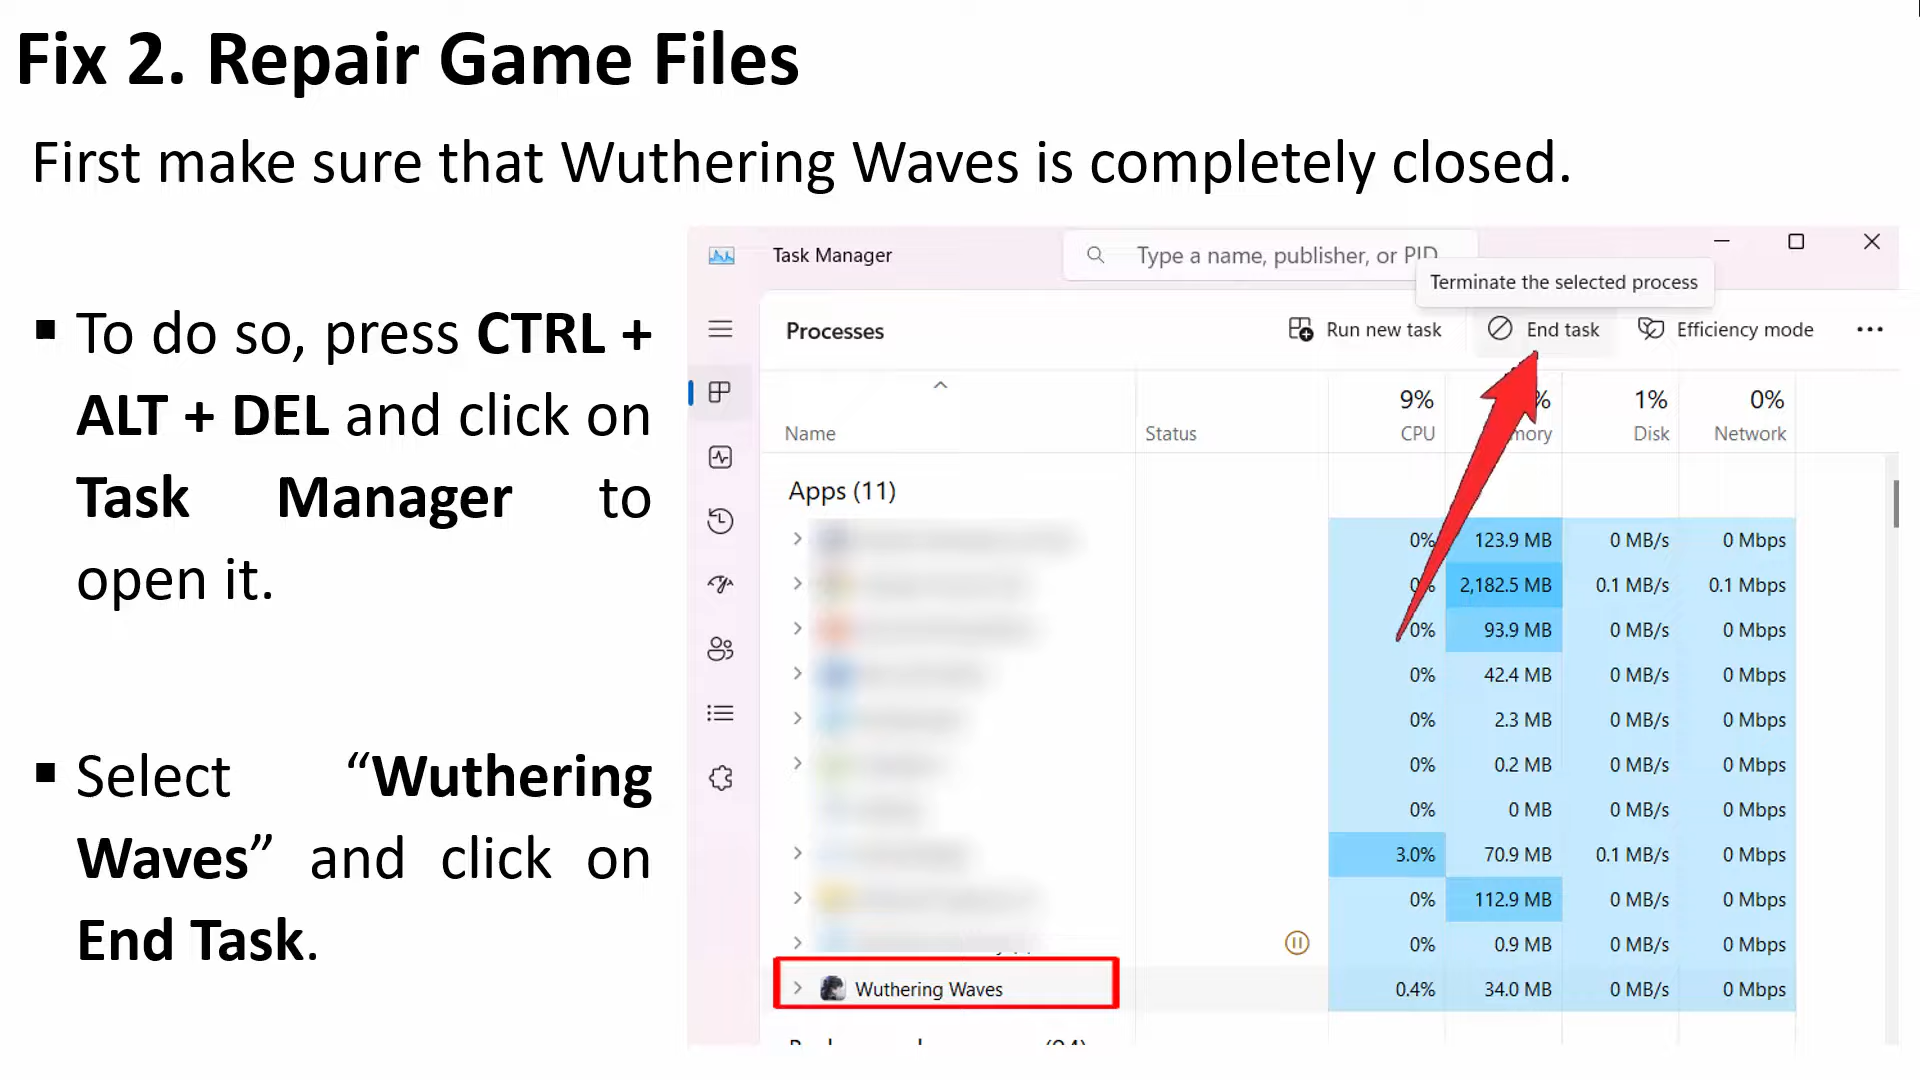 Fix 2. Repair Game Files
First make sure that Wuthering Waves is completely closed.
▪ To do so, press CTRL +
ALT + DEL and click on
Task Manager to
open it.
▪ Select “Wuthering
Waves” and click on
End Task.
Task Manager
Type a name, publisher, or PID
Terminate the selected process
Processes
Run new task
End task
Efficiency mode
9% % 1% 0%
Name Status CPU mory Disk Network
Apps (11)
0% 123.9 MB 0 MB/s 0 Mbps
0% 2,182.5 MB 0.1 MB/s 0.1 Mbps
0% 93.9 MB 0 MB/s 0 Mbps
0% 42.4 MB 0 MB/s 0 Mbps
0% 2.3 MB 0 MB/s 0 Mbps
0% 0.2 MB 0 MB/s 0 Mbps
0% 0 MB 0 MB/s 0 Mbps
3.0% 70.9 MB 0.1 MB/s 0 Mbps
0% 112.9 MB 0 MB/s 0 Mbps
0% 0.9 MB 0 MB/s 0 Mbps
Wuthering Waves 0.4% 34.0 MB 0 MB/s 0 Mbps